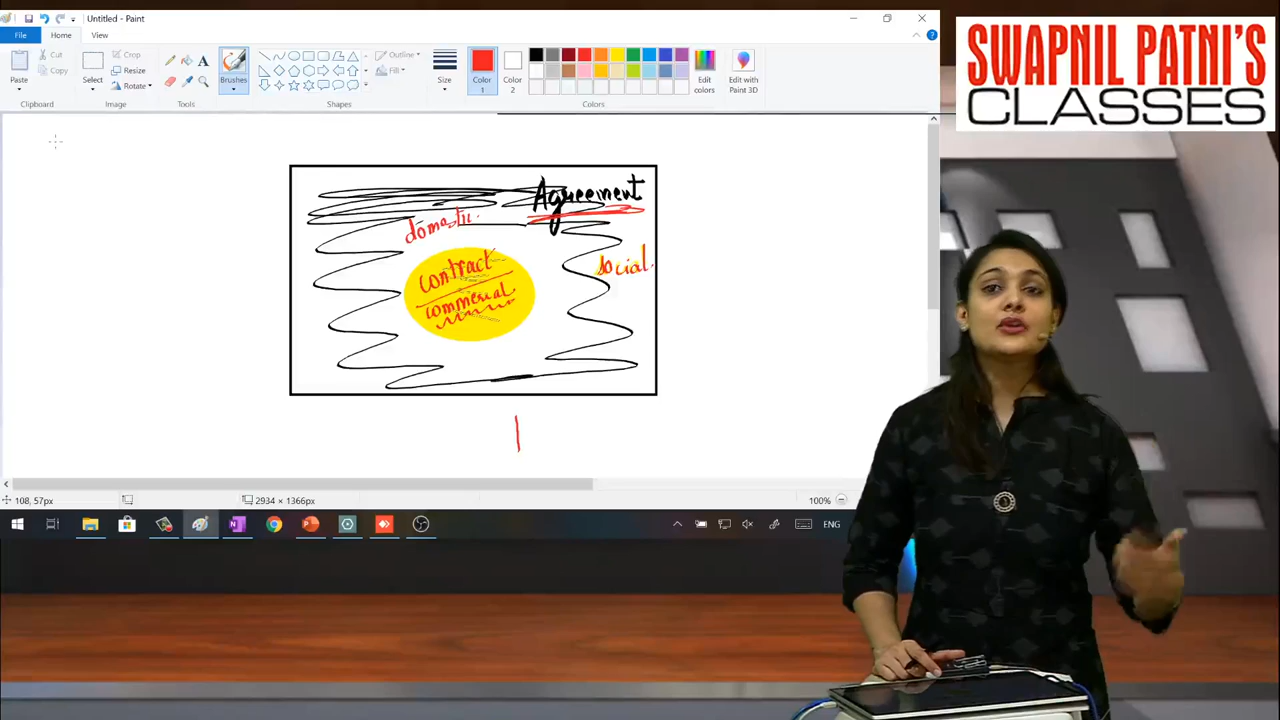 Untitled - Paint
File
Home
View
Paste
Cut
Copy
Clipboard
Select
Crop
Resize
Rotate
Image
Tools
A
Brushes
Outline
Fill
Shapes
Size
Color 1
Color 2
Edit colors
Edit with Paint 3D
Colors
SWAPNIL PATNI'S
CLASSES
Agreement
domastic.
social.
contract
commercial
108, 57px
2934 × 1366px
100%
ENG